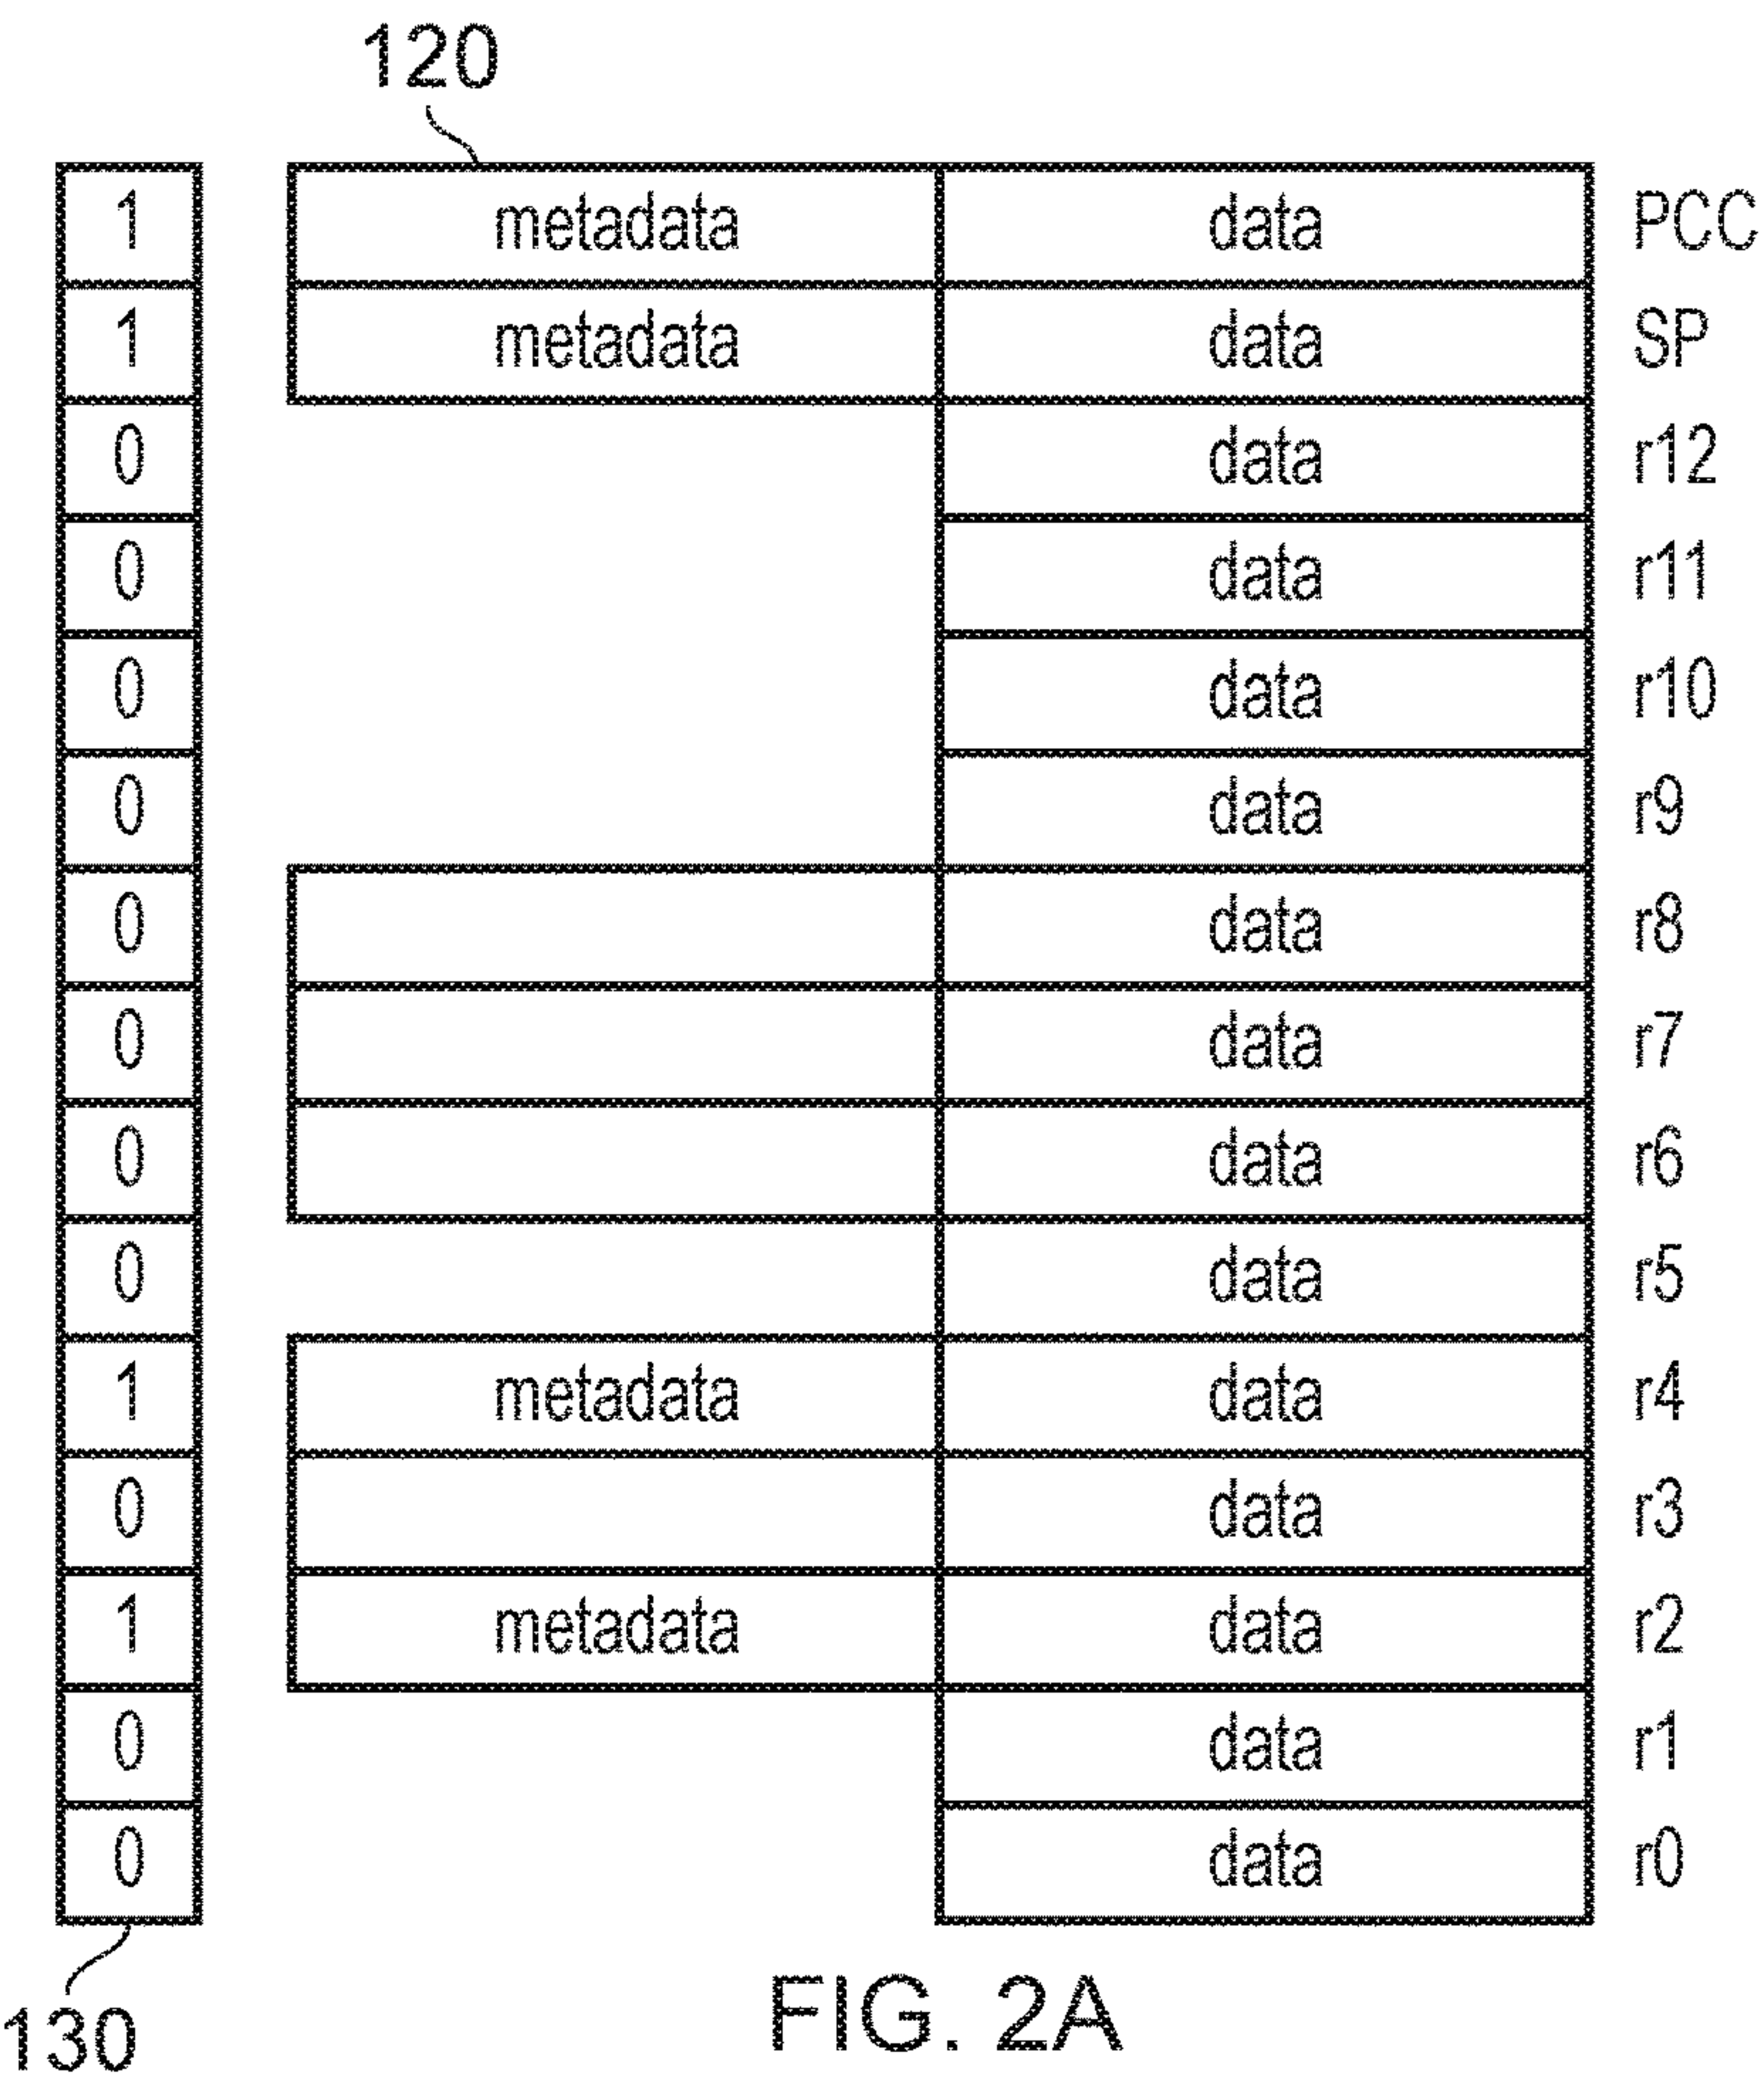 120
1 metadata data PCC
1 metadata data SP
0 data r12
0 data r11
0 data r10
0 data r9
0 data r8
0 data r7
0 data r6
0 data r5
1 metadata data r4
0 data r3
1 metadata data r2
0 data r1
0 data r0
130
FIG. 2A